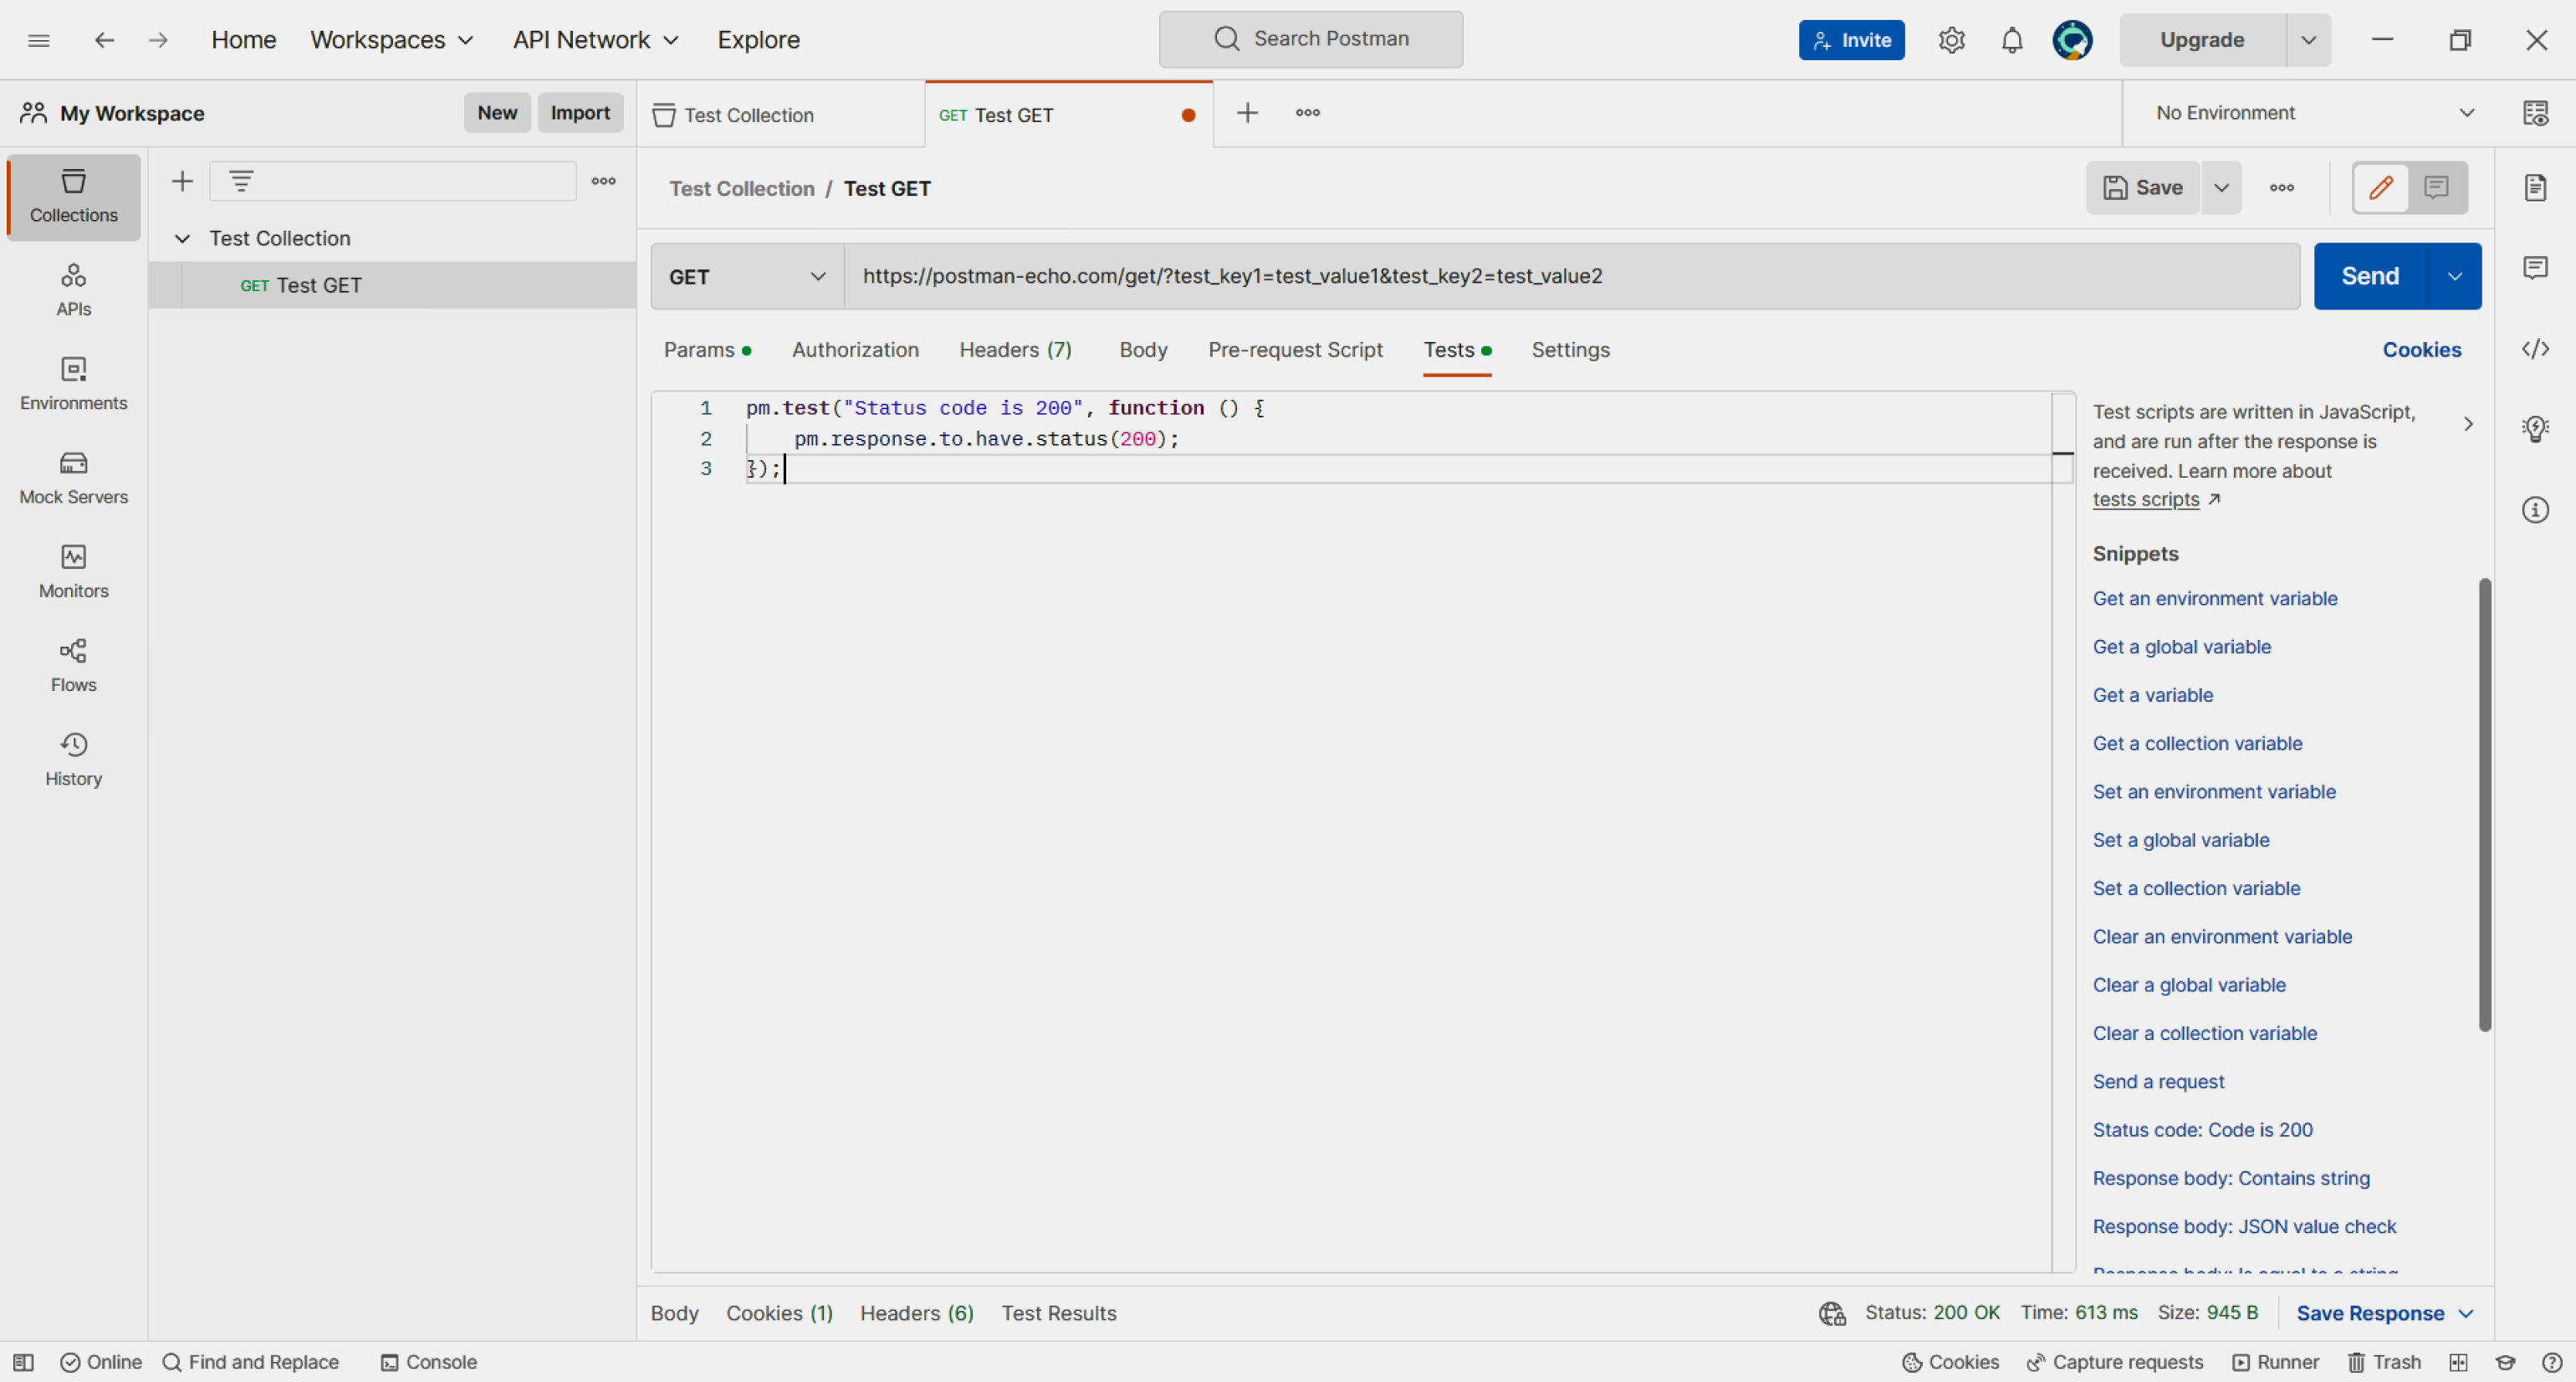 Home Workspaces API Network Explore Search Postman Invite Upgrade
My Workspace New Import Test Collection GET Test GET No Environment
Collections
APIs
Environments
Mock Servers
Monitors
Flows
History
Test Collection
GET Test GET
Test Collection / Test GET Save
GET https://postman-echo.com/get/?test_key1=test_value1&test_key2=test_value2 Send
Params Authorization Headers (7) Body Pre-request Script Tests Settings Cookies
1 pm.test("Status code is 200", function () {
2 pm.response.to.have.status(200);
3 });
Test scripts are written in JavaScript,
and are run after the response is
received. Learn more about
tests scripts
Snippets
Get an environment variable
Get a global variable
Get a variable
Get a collection variable
Set an environment variable
Set a global variable
Set a collection variable
Clear an environment variable
Clear a global variable
Clear a collection variable
Send a request
Status code: Code is 200
Response body: Contains string
Response body: JSON value check
Response body: Is equal to a string
Body Cookies (1) Headers (6) Test Results Status: 200 OK Time: 613 ms Size: 945 B Save Response
Online Find and Replace Console Cookies Capture requests Runner Trash